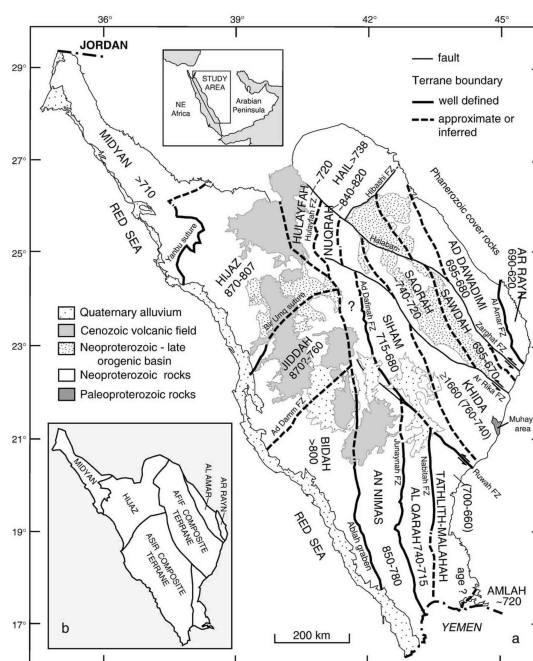 36°
39°
42°
45°
JORDAN
29°
27°
25°
23°
21°
19°
17°
STUDY
AREA
NE
Africa
Arabian
Peninsula
fault
Terrane boundary
well defined
approximate or
inferred
MIDYAN
>710
RED SEA
Yanbu suture
HIJAZ
870-807
HULAYFAH
~720
Hulayfah FZ
NUQRAH
~840-820
HAIL>738
Phanerozoic cover rocks
SAQRAH
~740-720
SAWDAH
695-670
AD DAWADIMI
695-680
AR RAYN
690-620
Al Amar FZ
Ar Rika FZ
Bir Umq suture
?
Ad Dafinah FZ
JIDDAH
870?-760
SIHAM
715-680
KHIDA
≥1660 (760-740)
Muhayil
area
Ad Damm FZ
BIDAH
>800
Ablah graben
AN NIMAS
850-780
Junaynah FZ
AL QARAH
740-715
Nabitah FZ
TATHLITH-MALAHAH
(700-660)
Ruwah FZ
age ?
AMLAH
~720
YEMEN
RED SEA
Quaternary alluvium
Cenozoic volcanic field
Neoproterozoic - late
orogenic basin
Neoproterozoic rocks
Paleoproterozoic rocks
MIDYAN
HIJAZ
AFIF COMPOSITE
TERRANE
ASIR COMPOSITE
TERRANE
AL AMAR
AR RAYN
b
200 km
a